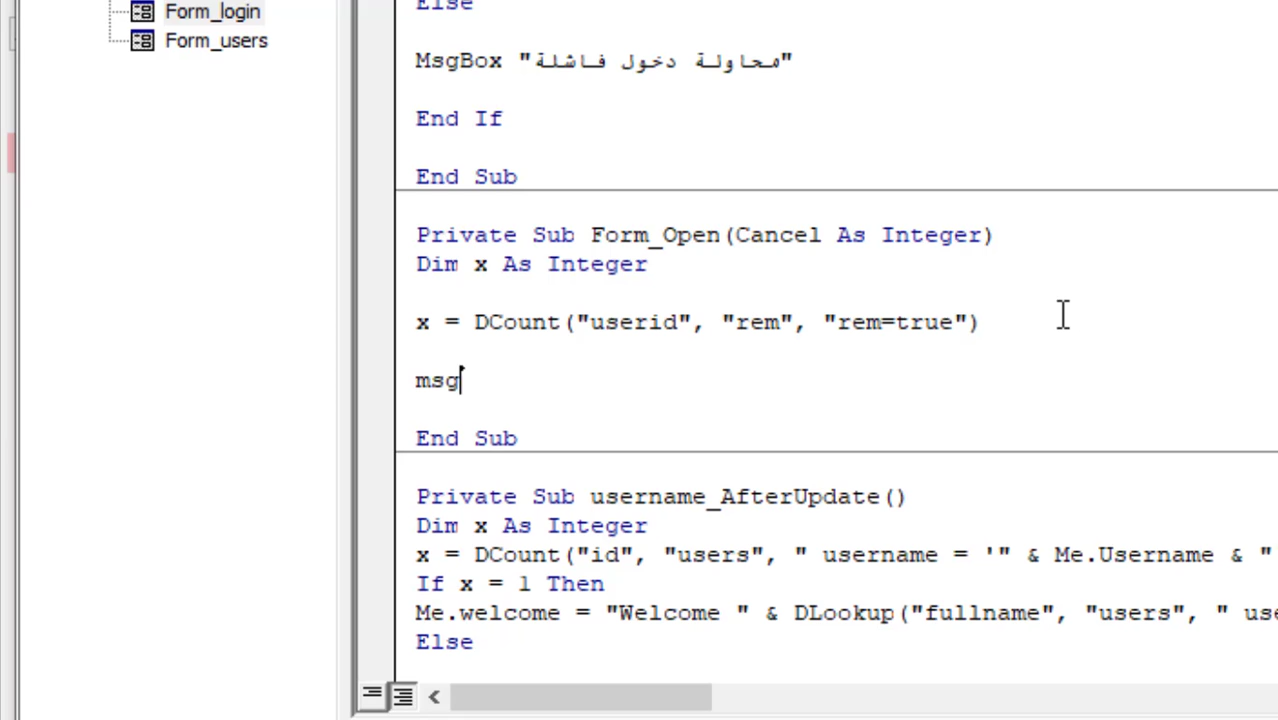 Form_login
Form_users
Else
MsgBox "محاولة دخول فاشلة"
End If
End Sub
Private Sub Form_Open(Cancel As Integer)
Dim x As Integer
x = DCount("userid", "rem", "rem=true")
msg
End Sub
Private Sub username_AfterUpdate()
Dim x As Integer
x = DCount("id", "users", " username = '" & Me.Username & "
If x = 1 Then
Me.welcome = "Welcome " & DLookup("fullname", "users", " use
Else